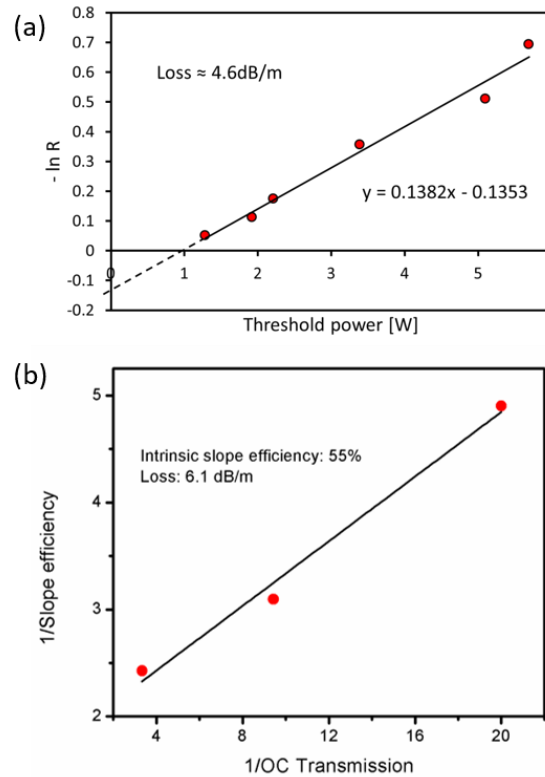 (a)
0.7
0.6
0.5
0.4
0.3
0.2
0.1
0
-0.1
-0.2
- ln R
Loss ≈ 4.6dB/m
y = 0.1382x - 0.1353
0 1 2 3 4 5
Threshold power [W]
(b)
5
4
3
2
1/Slope efficiency
Intrinsic slope efficiency: 55%
Loss: 6.1 dB/m
4 8 12 16 20
1/OC Transmission